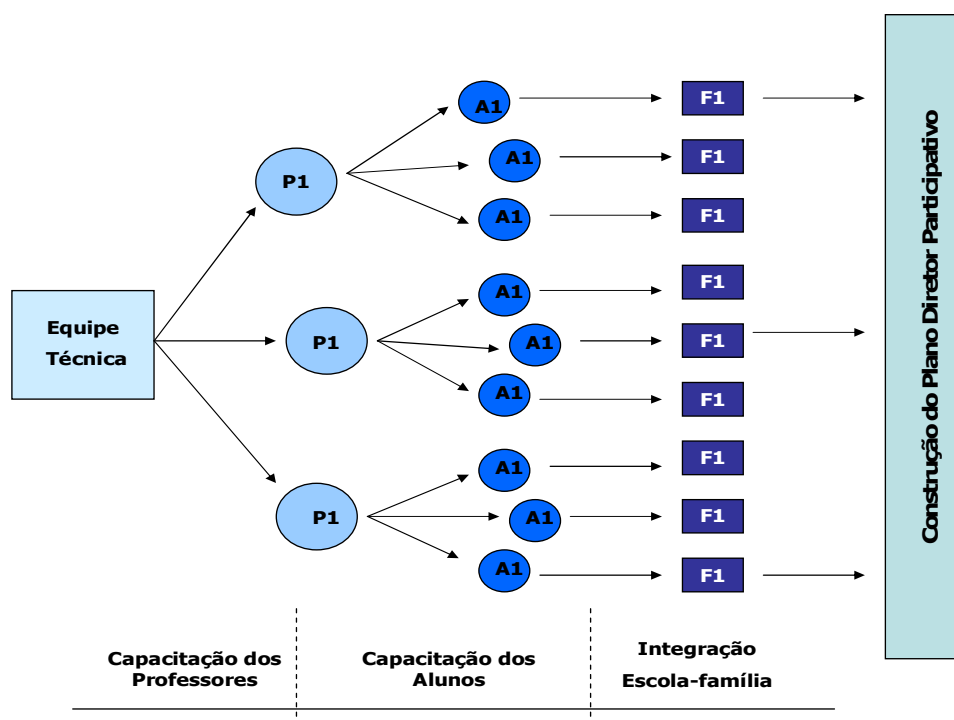 Equipe
Técnica
P1
P1
P1
A1
A1
A1
A1
A1
A1
A1
A1
A1
F1
F1
F1
F1
F1
F1
F1
F1
F1
Construção do Plano Diretor Participativo
Capacitação dos
Professores
Capacitação dos
Alunos
Integração
Escola-família